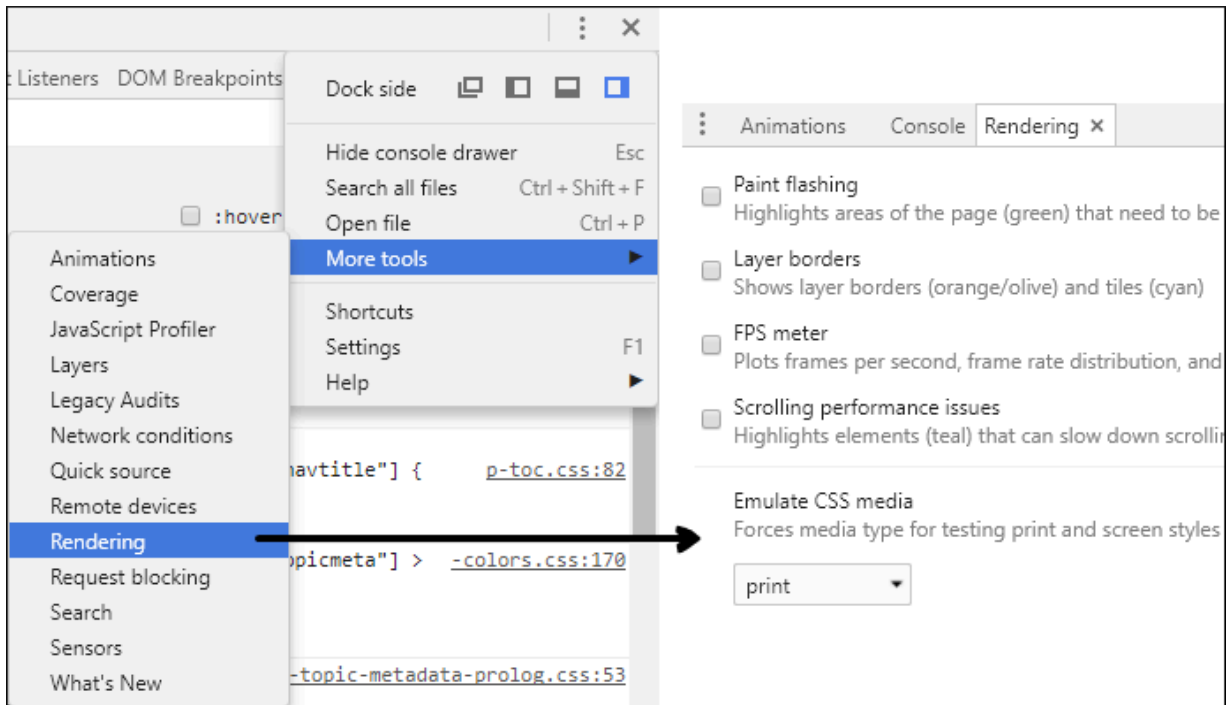 t Listeners DOM Breakpoints
:hover
Dock side
Hide console drawer Esc
Search all files Ctrl + Shift + F
Open file Ctrl + P
More tools
Shortcuts
Settings F1
Help
Animations
Coverage
JavaScript Profiler
Layers
Legacy Audits
Network conditions
Quick source
Remote devices
Rendering
Request blocking
Search
Sensors
What's New
navtitle"] { p-toc.css:82
opicmeta"] > -colors.css:170
-topic-metadata-prolog.css:53
Animations Console Rendering ×
Paint flashing
Highlights areas of the page (green) that need to be
Layer borders
Shows layer borders (orange/olive) and tiles (cyan)
FPS meter
Plots frames per second, frame rate distribution, and
Scrolling performance issues
Highlights elements (teal) that can slow down scrollin
Emulate CSS media
Forces media type for testing print and screen styles
print